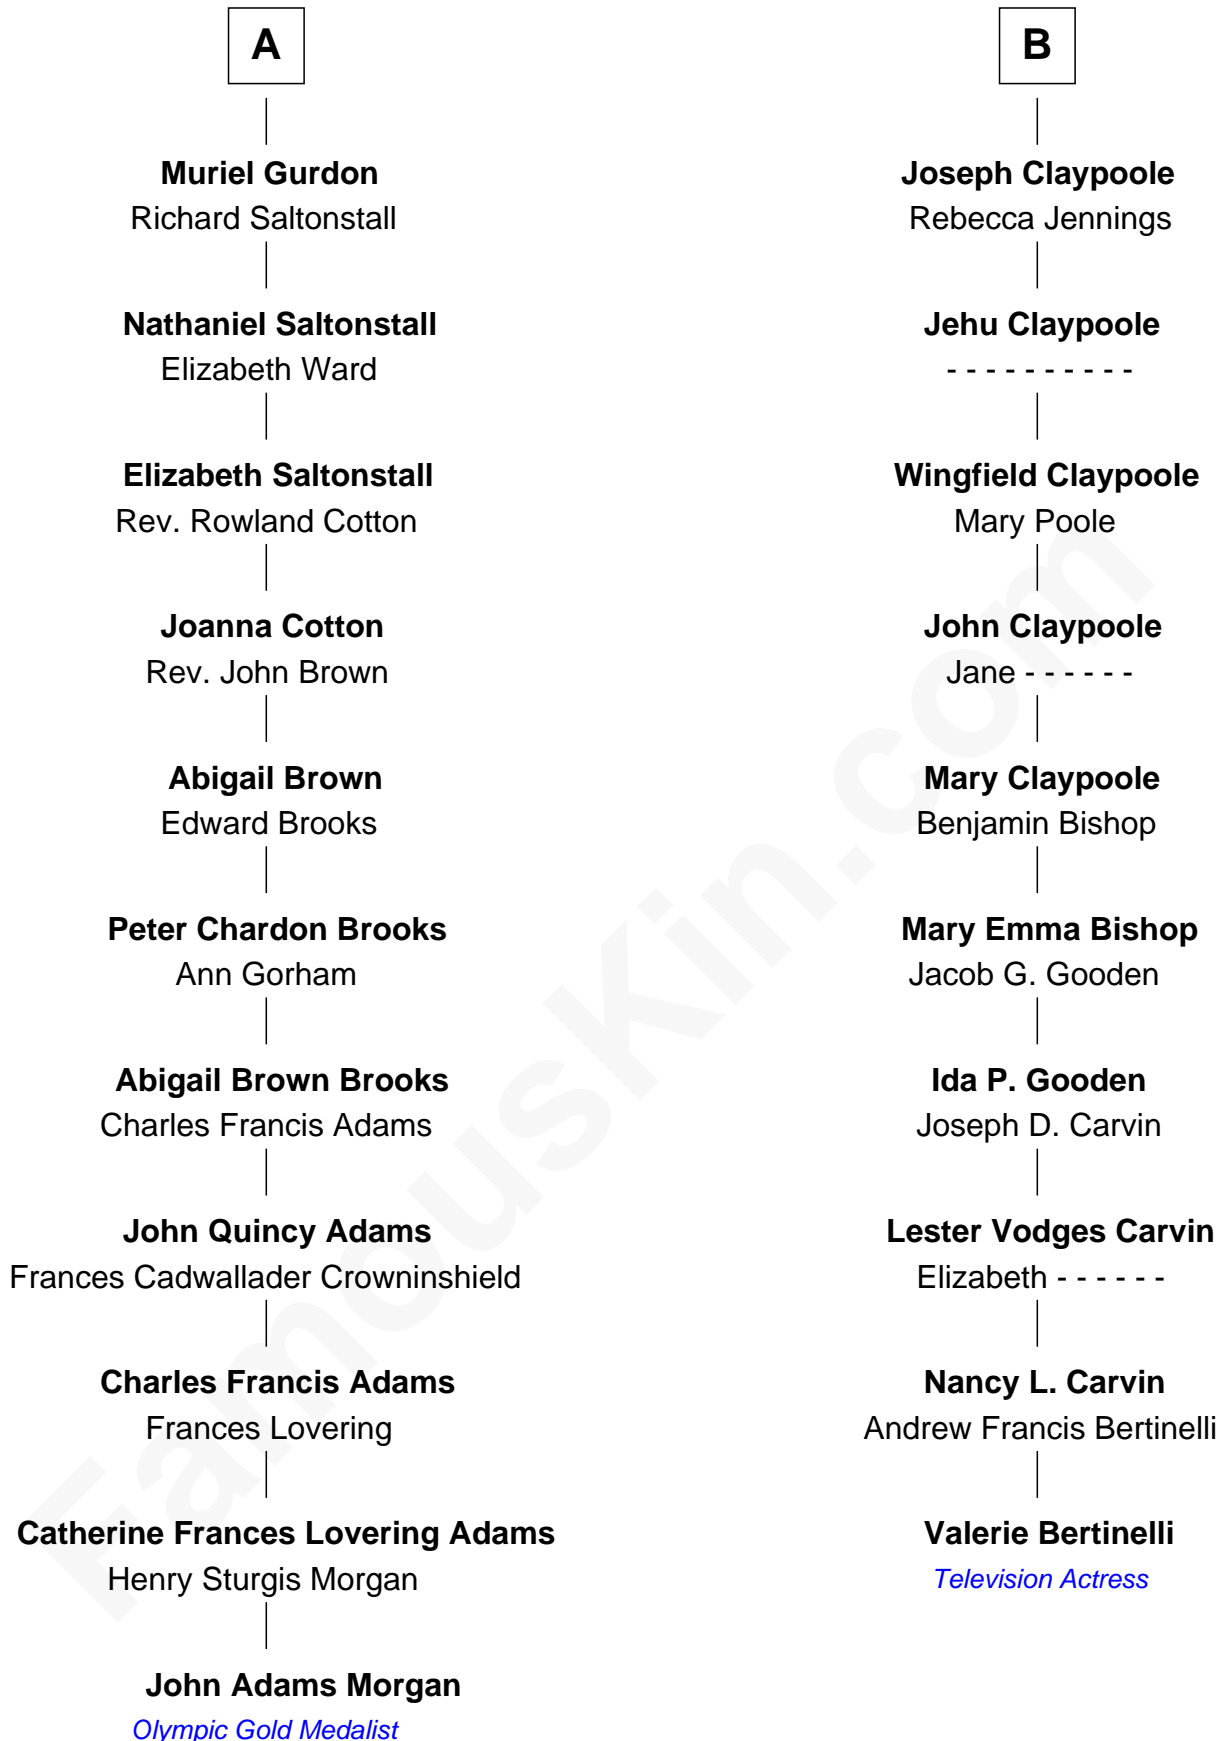 A
Muriel Gurdon
Richard Saltonstall
Nathaniel Saltonstall
Elizabeth Ward
Elizabeth Saltonstall
Rev. Rowland Cotton
Joanna Cotton
Rev. John Brown
Abigail Brown
Edward Brooks
Peter Chardon Brooks
Ann Gorham
Abigail Brown Brooks
Charles Francis Adams
John Quincy Adams
Frances Cadwallader Crowninshield
Charles Francis Adams
Frances Lovering
Catherine Frances Lovering Adams
Henry Sturgis Morgan
John Adams Morgan
Olympic Gold Medalist
B
Joseph Claypoole
Rebecca Jennings
Jehu Claypoole
- - - - - - - - - -
Wingfield Claypoole
Mary Poole
John Claypoole
Jane - - - - - -
Mary Claypoole
Benjamin Bishop
Mary Emma Bishop
Jacob G. Gooden
Ida P. Gooden
Joseph D. Carvin
Lester Vodges Carvin
Elizabeth - - - - - -
Nancy L. Carvin
Andrew Francis Bertinelli
Valerie Bertinelli
Television Actress
FamousKin.com